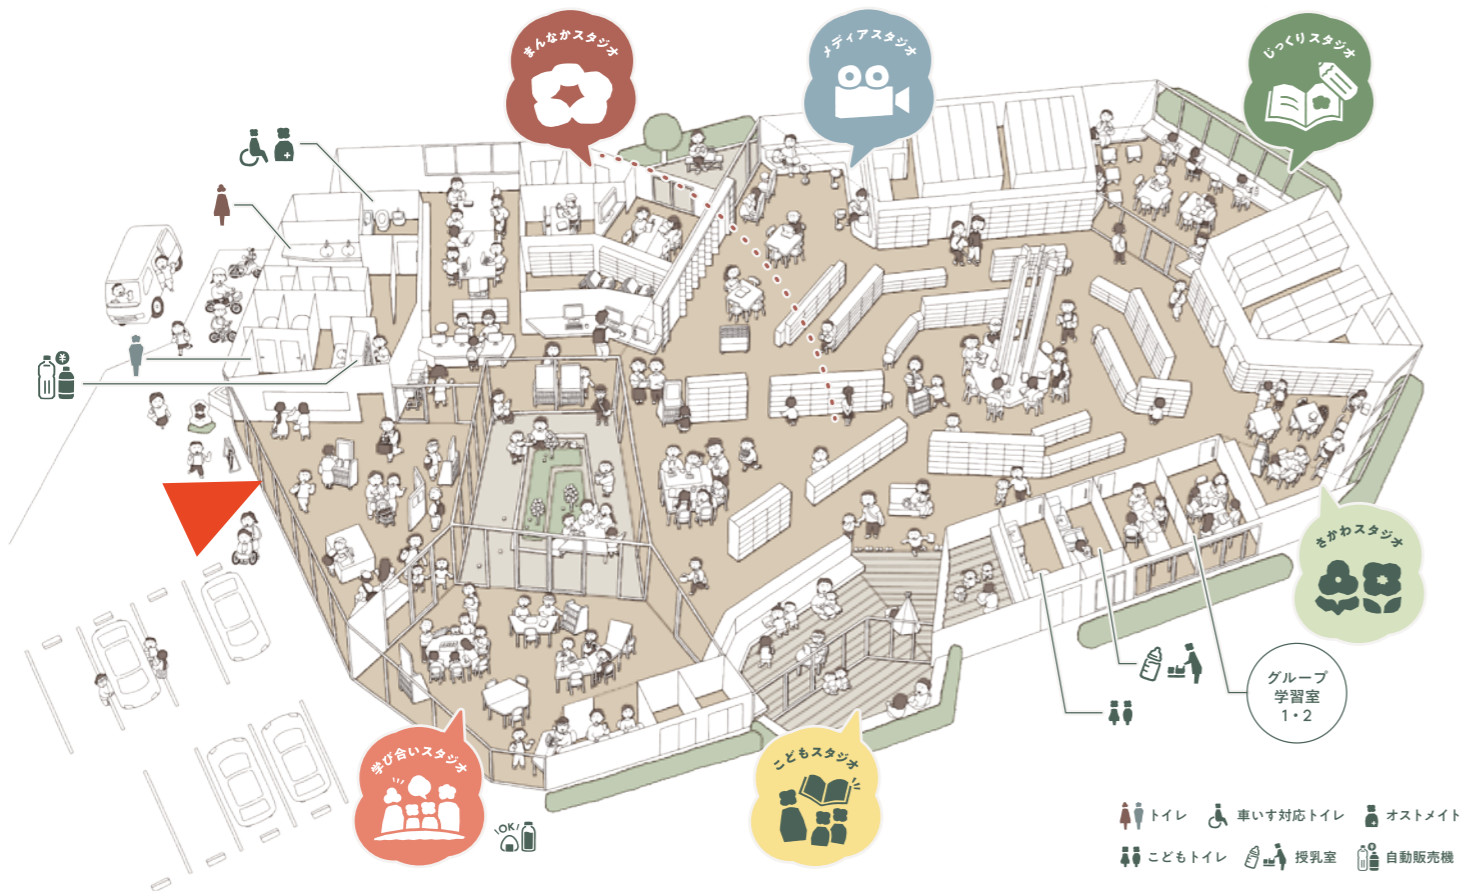 まんなかスタジオ
メディアスタジオ
じっくりスタジオ
¥
さかわスタジオ
グループ
学習室
1・2
学び合いスタジオ
OK!
こどもスタジオ
トイレ
車いす対応トイレ
オストメイト
こどもトイレ
授乳室
¥
自動販売機